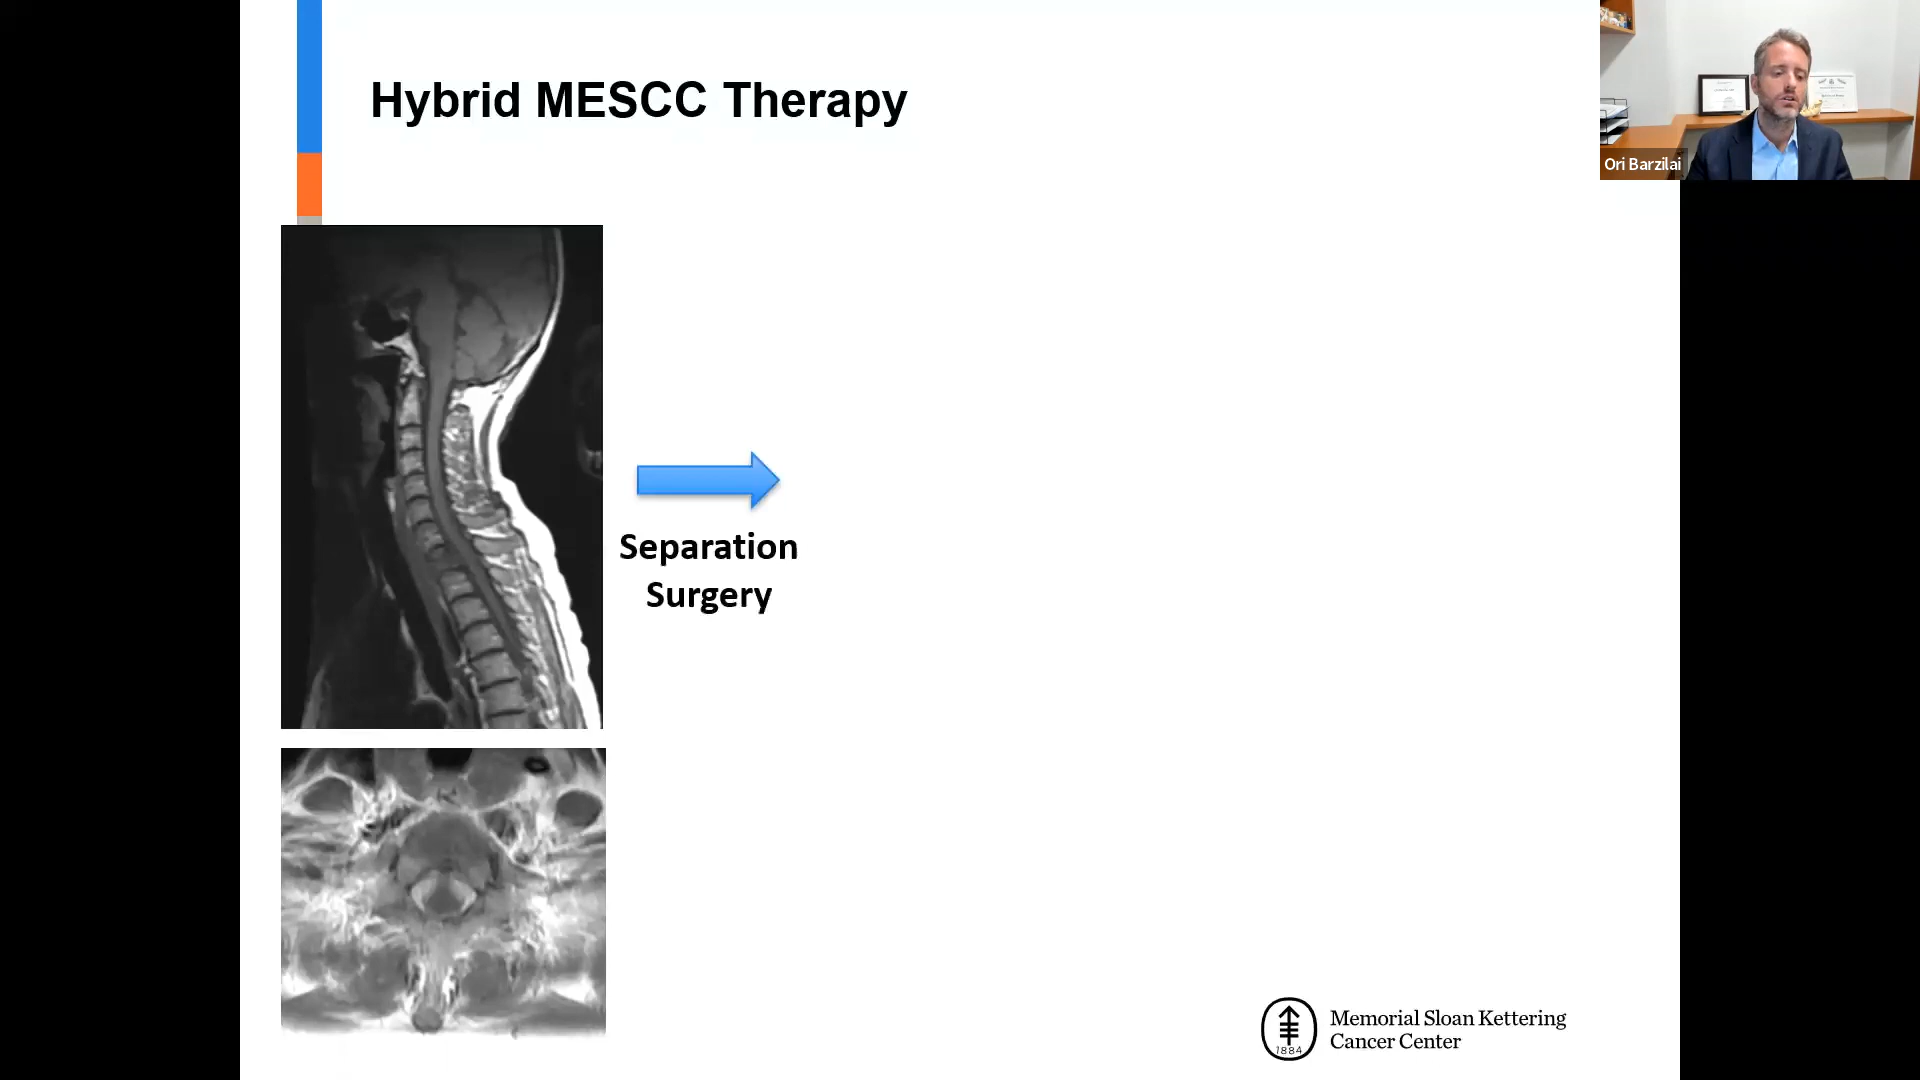 Hybrid MESCC Therapy
Ori Barzilai
Separation
Surgery
Memorial Sloan Kettering
Cancer Center
1884